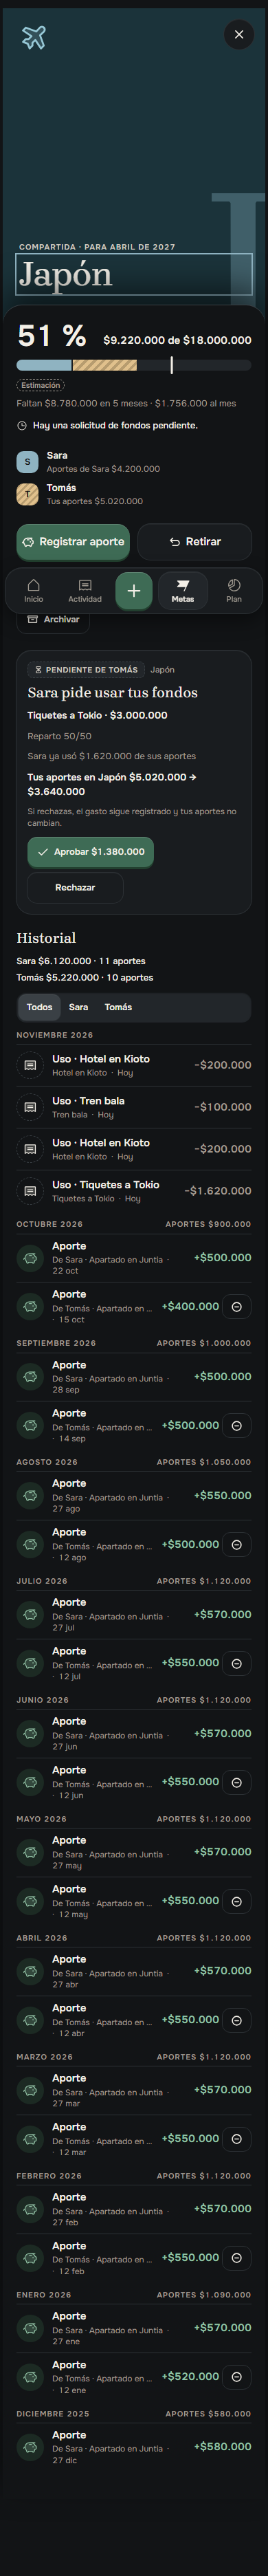 COMPARTIDA · PARA ABRIL DE 2027
J
Japón
51 %
$9.220.000 de $18.000.000
Estimación
Faltan $8.780.000 en 5 meses · $1.756.000 al mes
Hay una solicitud de fondos pendiente.
S
Sara
Aportes de Sara $4.200.000
T
Tomás
Tus aportes $5.020.000
Registrar aporte
Retirar
Inicio
Actividad
Metas
Plan
Archivar
PENDIENTE DE TOMÁS
Japón
Sara pide usar tus fondos
Tiquetes a Tokio · $3.000.000
Reparto 50/50
Sara ya usó $1.620.000 de sus aportes
Tus aportes en Japón $5.020.000 →
$3.640.000
Si rechazas, el gasto sigue registrado y tus aportes no
cambian.
Aprobar $1.380.000
Rechazar
Historial
Sara $6.120.000 · 11 aportes
Tomás $5.220.000 · 10 aportes
Todos
Sara
Tomás
NOVIEMBRE 2026
Uso · Hotel en Kioto
Hotel en Kioto · Hoy
−$200.000
Uso · Tren bala
Tren bala · Hoy
−$100.000
Uso · Hotel en Kioto
Hotel en Kioto · Hoy
−$200.000
Uso · Tiquetes a Tokio
Tiquetes a Tokio · Hoy
−$1.620.000
OCTUBRE 2026
APORTES $900.000
Aporte
De Sara · Apartado en Juntia ·
22 oct
+$500.000
Aporte
De Tomás · Apartado en ...
· 15 oct
+$400.000
SEPTIEMBRE 2026
APORTES $1.000.000
Aporte
De Sara · Apartado en Juntia ·
28 sep
+$500.000
Aporte
De Tomás · Apartado en ...
· 14 sep
+$500.000
AGOSTO 2026
APORTES $1.050.000
Aporte
De Sara · Apartado en Juntia ·
27 ago
+$550.000
Aporte
De Tomás · Apartado en ...
· 12 ago
+$500.000
JULIO 2026
APORTES $1.120.000
Aporte
De Sara · Apartado en Juntia ·
27 jul
+$570.000
Aporte
De Tomás · Apartado en ...
· 12 jul
+$550.000
JUNIO 2026
APORTES $1.120.000
Aporte
De Sara · Apartado en Juntia ·
27 jun
+$570.000
Aporte
De Tomás · Apartado en ...
· 12 jun
+$550.000
MAYO 2026
APORTES $1.120.000
Aporte
De Sara · Apartado en Juntia ·
27 may
+$570.000
Aporte
De Tomás · Apartado en ...
· 12 may
+$550.000
ABRIL 2026
APORTES $1.120.000
Aporte
De Sara · Apartado en Juntia ·
27 abr
+$570.000
Aporte
De Tomás · Apartado en ...
· 12 abr
+$550.000
MARZO 2026
APORTES $1.120.000
Aporte
De Sara · Apartado en Juntia ·
27 mar
+$570.000
Aporte
De Tomás · Apartado en ...
· 12 mar
+$550.000
FEBRERO 2026
APORTES $1.120.000
Aporte
De Sara · Apartado en Juntia ·
27 feb
+$570.000
Aporte
De Tomás · Apartado en ...
· 12 feb
+$550.000
ENERO 2026
APORTES $1.090.000
Aporte
De Sara · Apartado en Juntia ·
27 ene
+$570.000
Aporte
De Tomás · Apartado en ...
· 12 ene
+$520.000
DICIEMBRE 2025
APORTES $580.000
Aporte
De Sara · Apartado en Juntia ·
27 dic
+$580.000